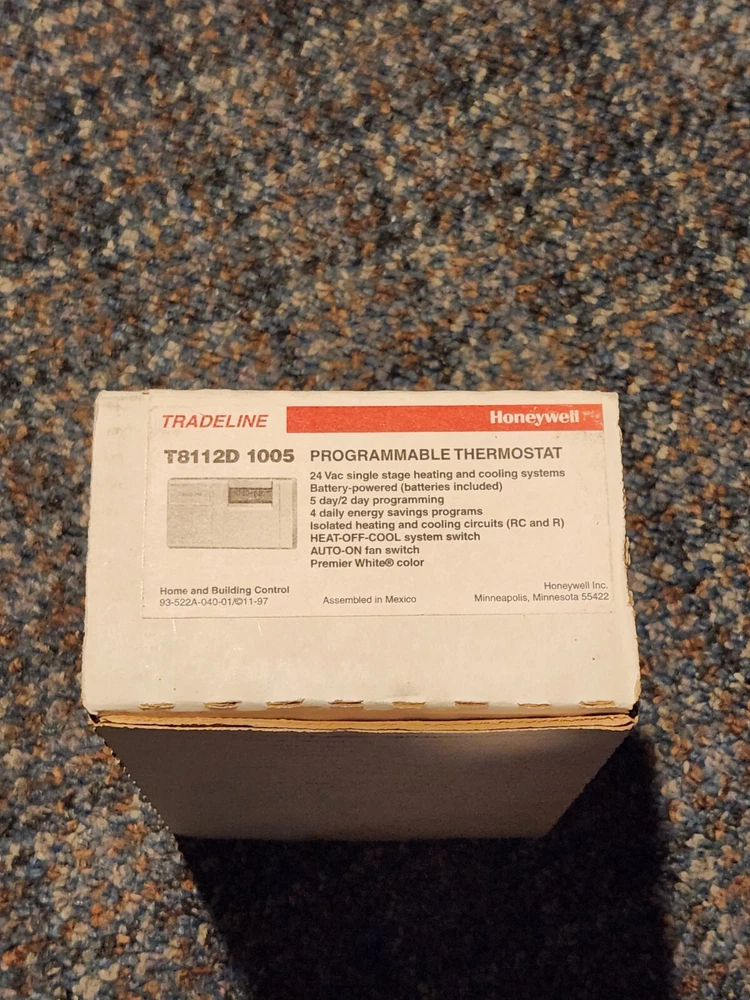 TRADELINE
Honeywell
T8112D 1005
PROGRAMMABLE THERMOSTAT
24 Vac single stage heating and cooling systems
Battery-powered (batteries included)
5 day/2 day programming
4 daily energy savings programs
Isolated heating and cooling circuits (RC and R)
HEAT-OFF-COOL system switch
AUTO-ON fan switch
Premier White® color
Home and Building Control
93-522A-040-01/©11-97
Assembled in Mexico
Honeywell Inc.
Minneapolis, Minnesota 55422